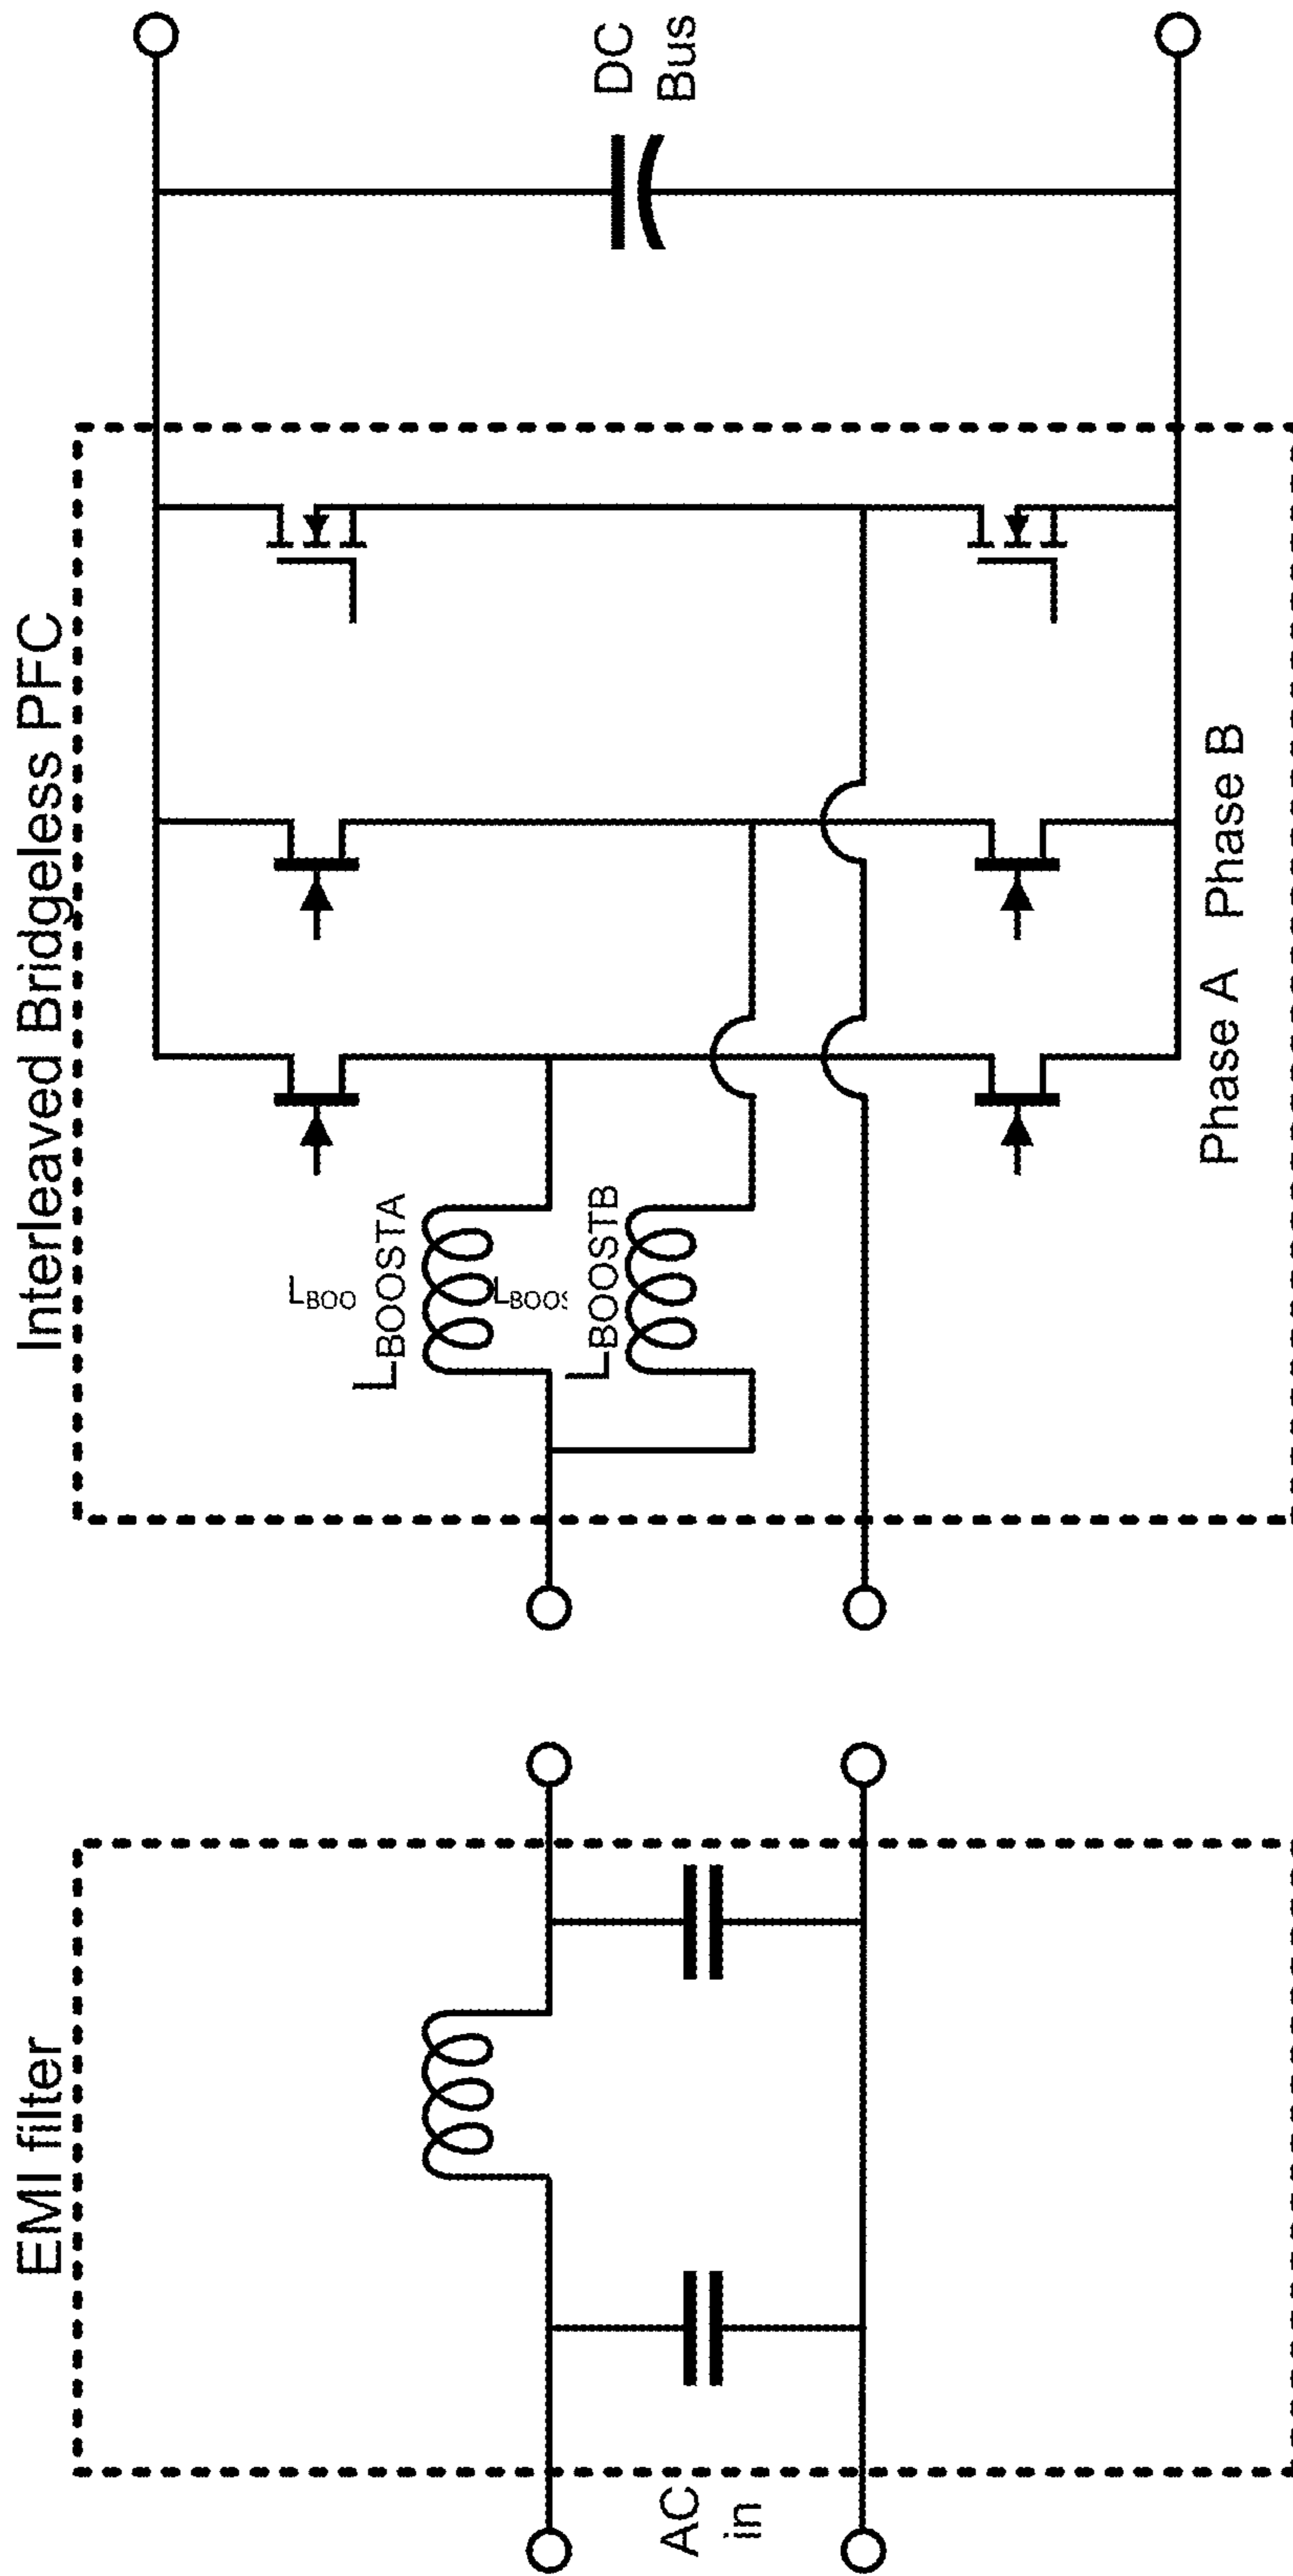 EMI filter
Interleaved Bridgeless PFC
AC
in
LBOO
LBOOSTA
LBOOS
LBOOSTB
Phase A Phase B
DC
Bus